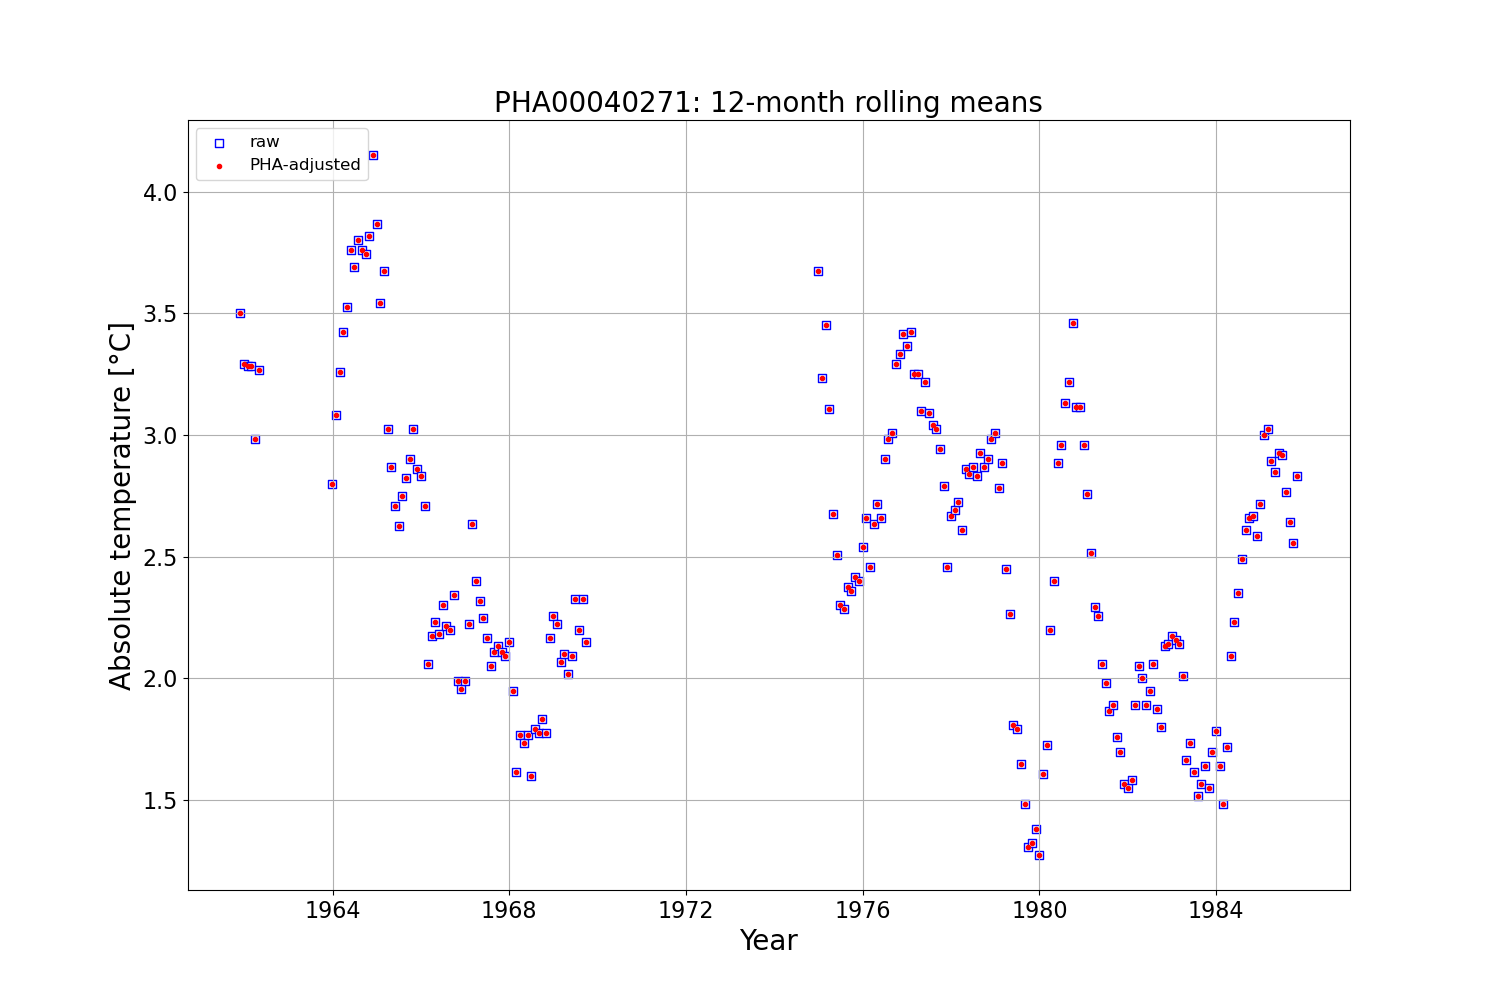 PHA00040271: 12-month rolling means
raw
PHA-adjusted
4.0
3.5
3.0
2.5
2.0
1.5
Absolute temperature [°C]
1964 1968 1972 1976 1980 1984
Year